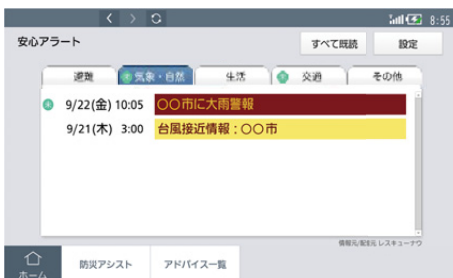 8:55
安心アラート すべて既読 設定
避難 気象・自然 生活 交通 その他
9/22(金) 10:05 〇〇市に大雨警報
9/21(木) 3:00 台風接近情報:〇〇市
情報元/配信元 レスキューナウ
防災アシスト アドバイス一覧
ホーム